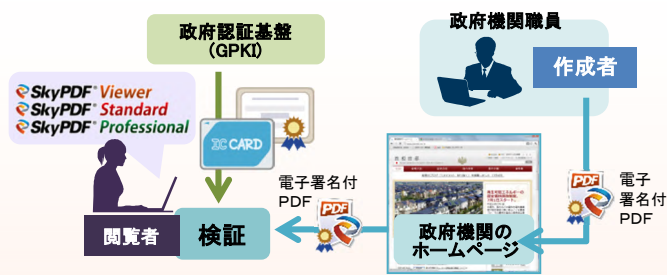 政府認証基盤
(GPKI)
政府機関職員
作成者
SkyPDF® Viewer
SkyPDF® Standard
SkyPDF® Professional
IC CARD
電子署名付
PDF
PDF
閲覧者
検証
政府機関の
ホームページ
PDF
電子
署名付
PDF